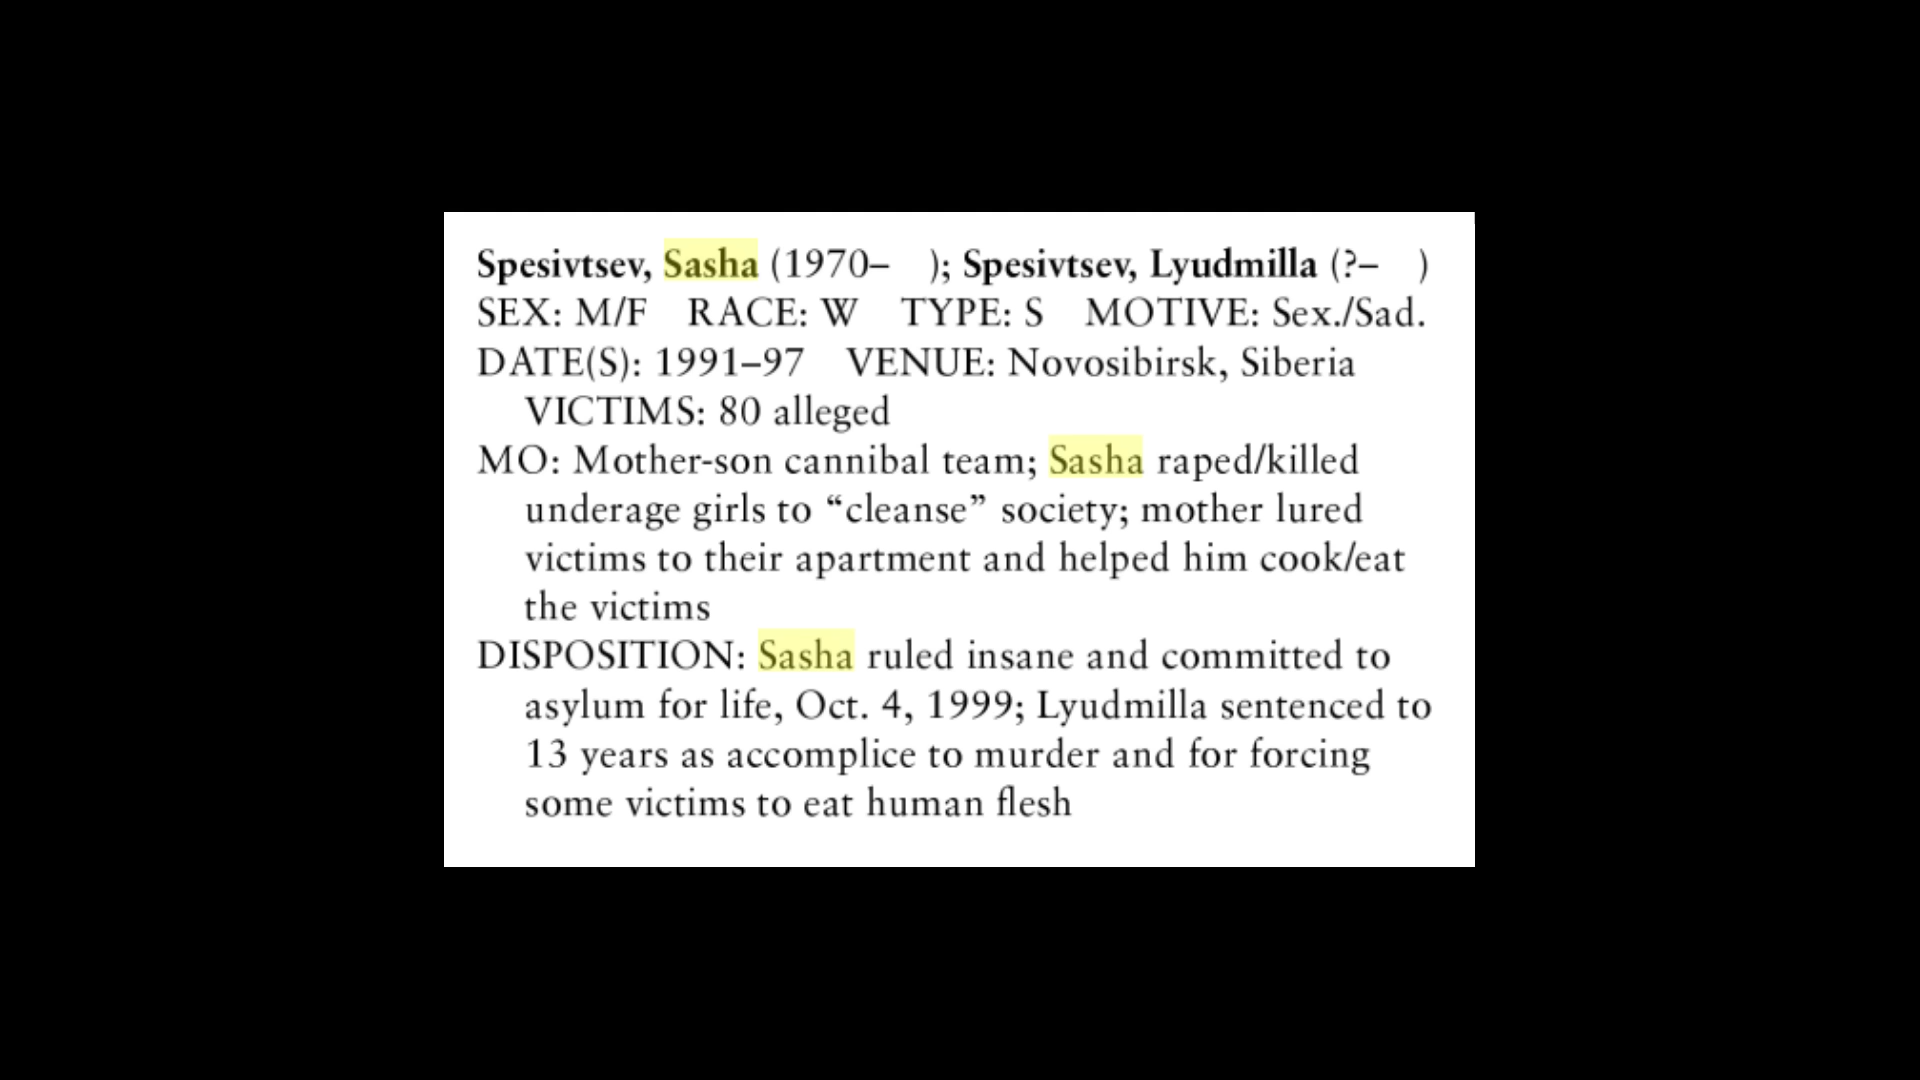 Spesivtsev, Sasha (1970– ); Spesivtsev, Lyudmilla (?– )
SEX: M/F RACE: W TYPE: S MOTIVE: Sex./Sad.
DATE(S): 1991–97 VENUE: Novosibirsk, Siberia
VICTIMS: 80 alleged
MO: Mother-son cannibal team; Sasha raped/killed
underage girls to “cleanse” society; mother lured
victims to their apartment and helped him cook/eat
the victims
DISPOSITION: Sasha ruled insane and committed to
asylum for life, Oct. 4, 1999; Lyudmilla sentenced to
13 years as accomplice to murder and for forcing
some victims to eat human flesh